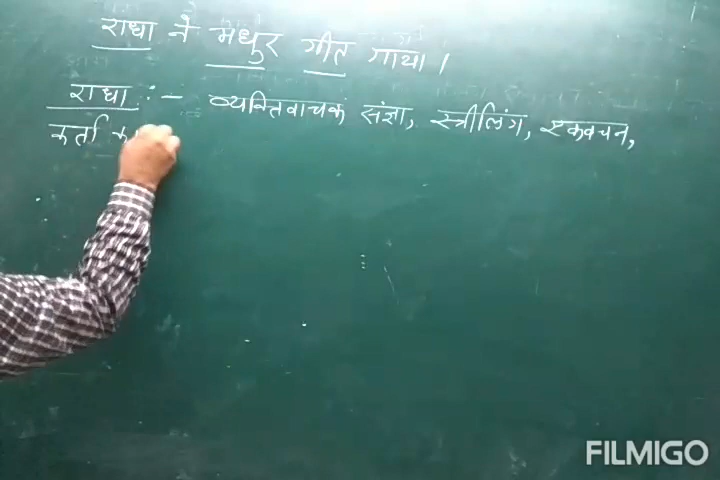 राधा ने मधुर गीत गाया।
राधा :- व्यक्तिवाचक संज्ञा, स्त्रीलिंग, एकवचन,
कर्ता
FILMIGO